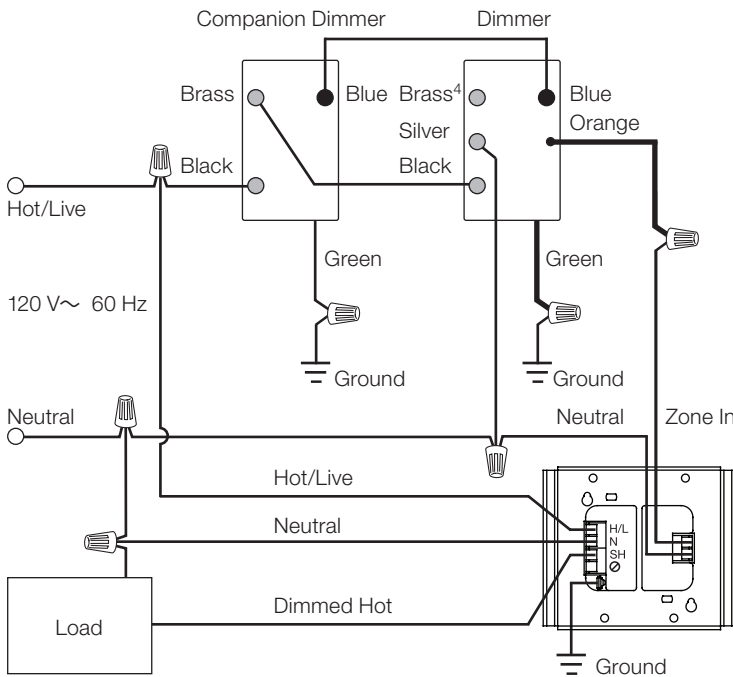 Companion Dimmer
Dimmer
Brass
Blue
Brass4
Blue
Orange
Silver
Black
Black
Hot/Live
Green
Green
120 V~ 60 Hz
Ground
Ground
Neutral
Neutral
Zone In
Hot/Live
H/L
Neutral
N
SH
Dimmed Hot
Load
Ground